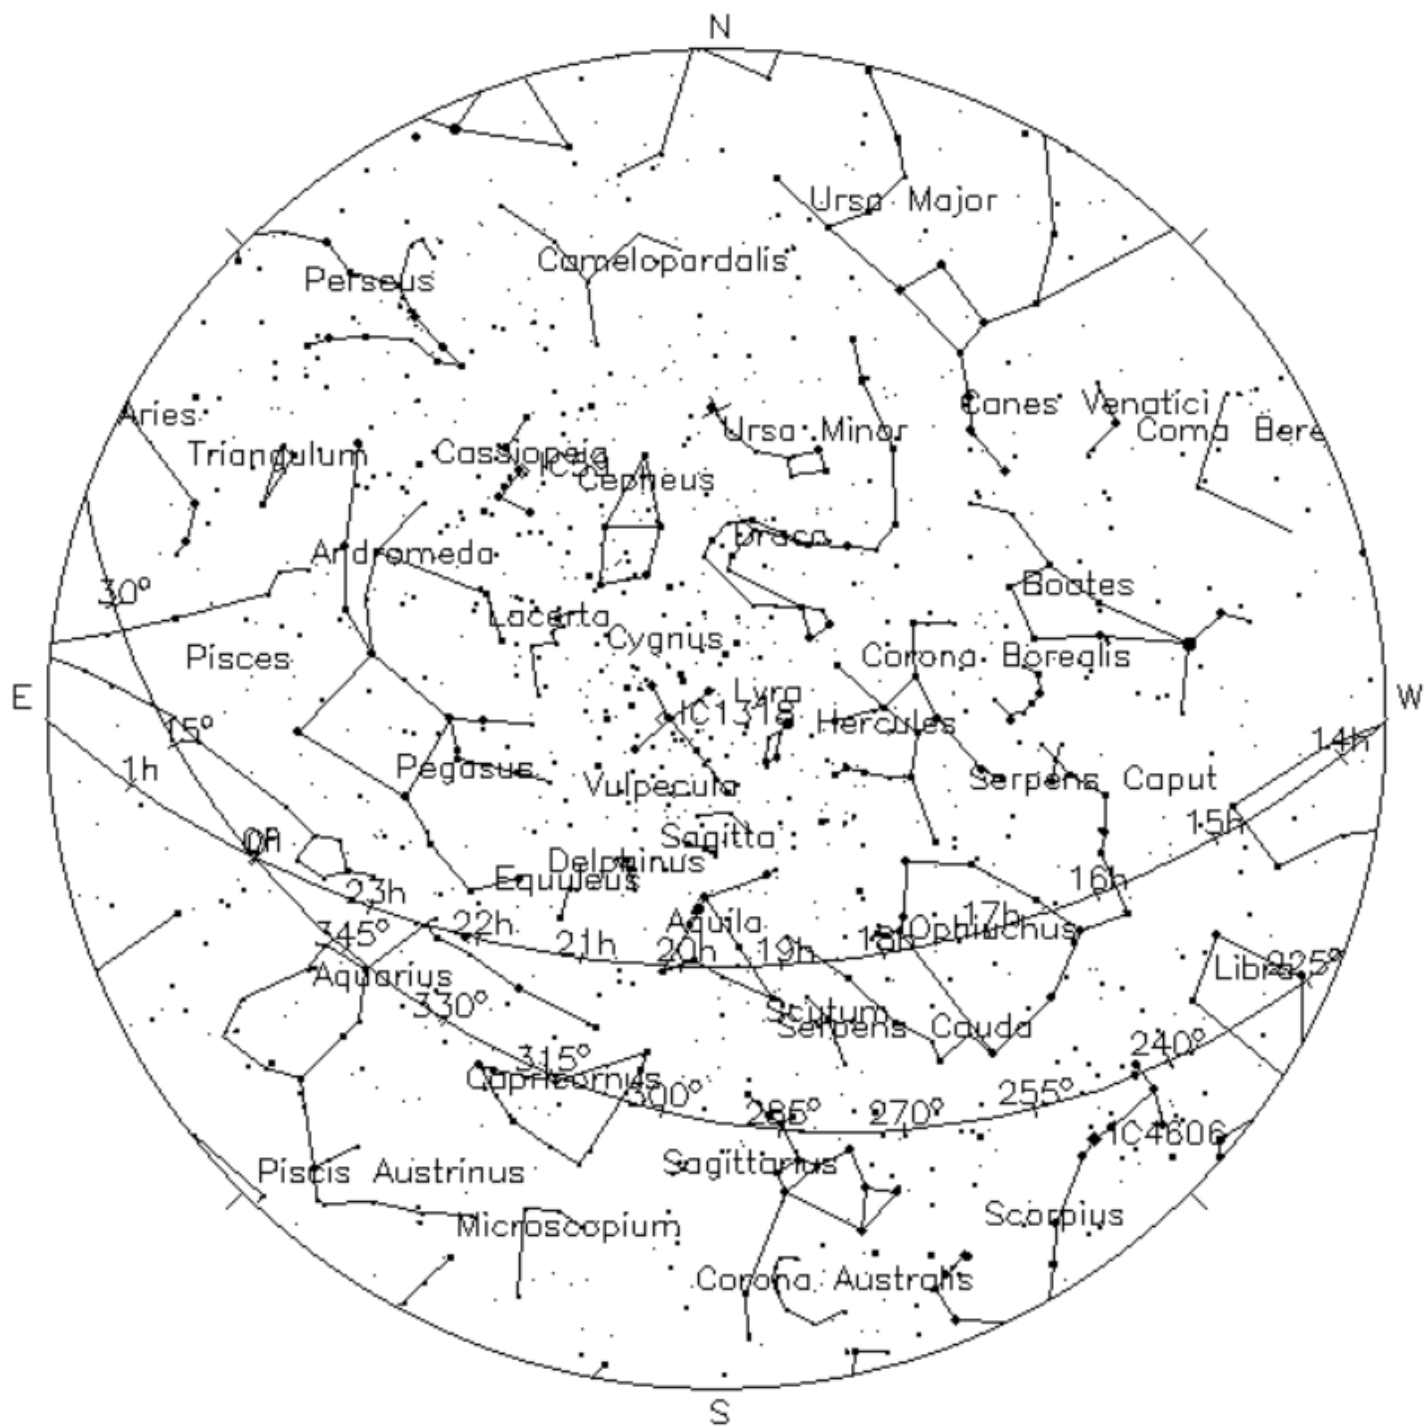 N
Ursa Major
Camelopardalis
Perseus
Aries
Canes Venatici
Ursa Minor
Coma Bere
Triangulum
Cassiopeia
IC59
Cepheus
Draco
Andromeda
Bootes
30°
Lacerta
Cygnus
Pisces
Corona Borealis
E
W
Lyra
IC1318
Hercules
15°
14h
1h
Pegasus
Vulpecula
Serpens Caput
15h
Sagitta
Delphinus
Equuleus
16h
23h
22h
Aquila
17h
345°
21h
20h
19h
18h
Ophiuchus
Aquarius
Libra
225°
330°
Scutum
Serpens Cauda
315°
240°
Capricornus
300°
285°
270°
255°
IC4606
Piscis Austrinus
Sagittarius
Microscopium
Scorpius
Corona Australis
S